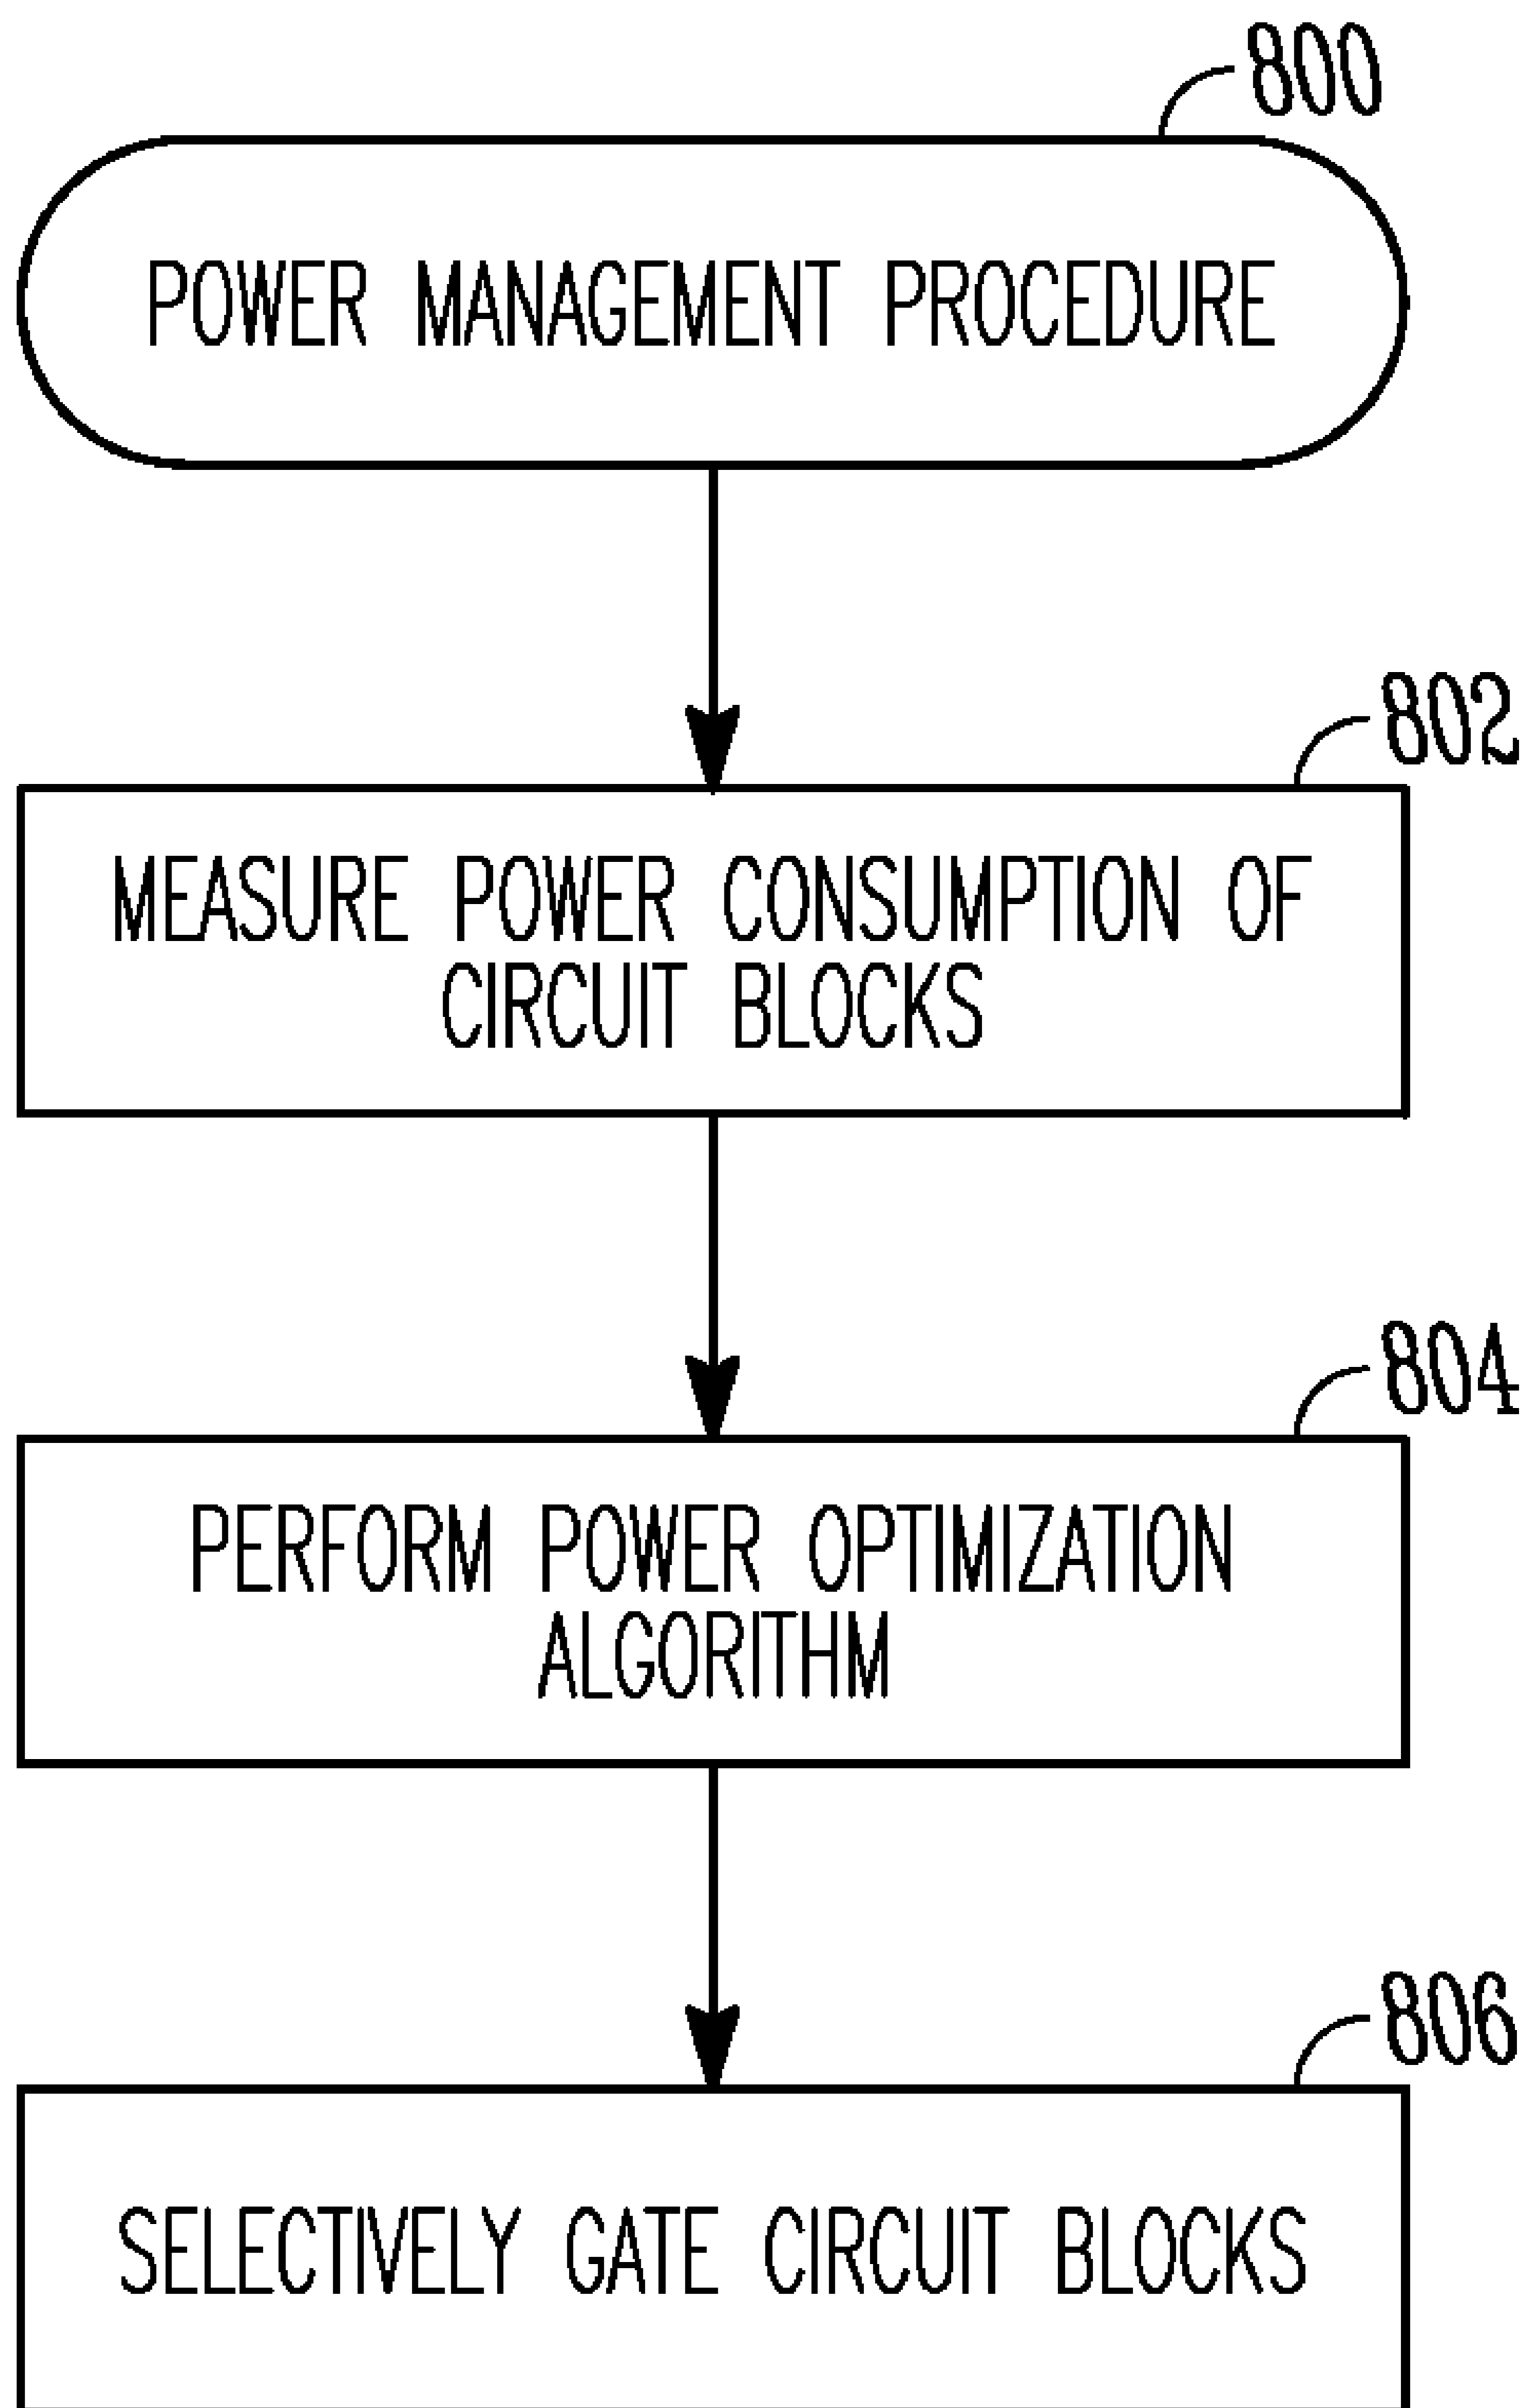 800
POWER MANAGEMENT PROCEDURE
802
MEASURE POWER CONSUMPTION OF
CIRCUIT BLOCKS
804
PERFORM POWER OPTIMIZATION
ALGORITHM
806
SELECTIVELY GATE CIRCUIT BLOCKS